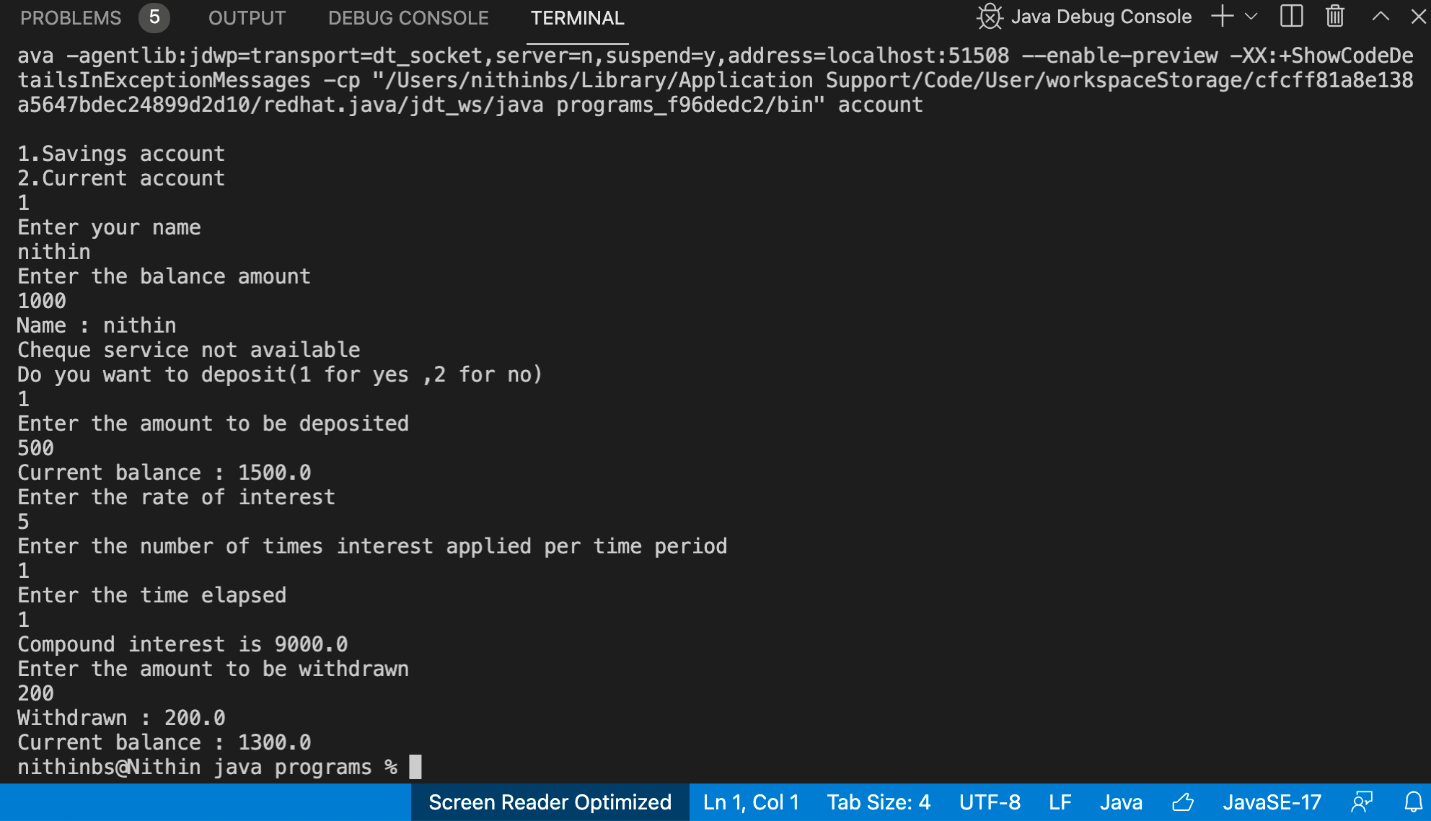 PROBLEMS 5 OUTPUT DEBUG CONSOLE TERMINAL Java Debug Console
ava -agentlib:jdwp=transport=dt_socket,server=n,suspend=y,address=localhost:51508 --enable-preview -XX:+ShowCodeDe
tailsInExceptionMessages -cp "/Users/nithinbs/Library/Application Support/Code/User/workspaceStorage/cfcff81a8e138
a5647bdec24899d2d10/redhat.java/jdt_ws/java programs_f96dedc2/bin" account
1.Savings account
2.Current account
1
Enter your name
nithin
Enter the balance amount
1000
Name : nithin
Cheque service not available
Do you want to deposit(1 for yes ,2 for no)
1
Enter the amount to be deposited
500
Current balance : 1500.0
Enter the rate of interest
5
Enter the number of times interest applied per time period
1
Enter the time elapsed
1
Compound interest is 9000.0
Enter the amount to be withdrawn
200
Withdrawn : 200.0
Current balance : 1300.0
nithinbs@Nithin java programs %
Screen Reader Optimized Ln 1, Col 1 Tab Size: 4 UTF-8 LF Java JavaSE-17